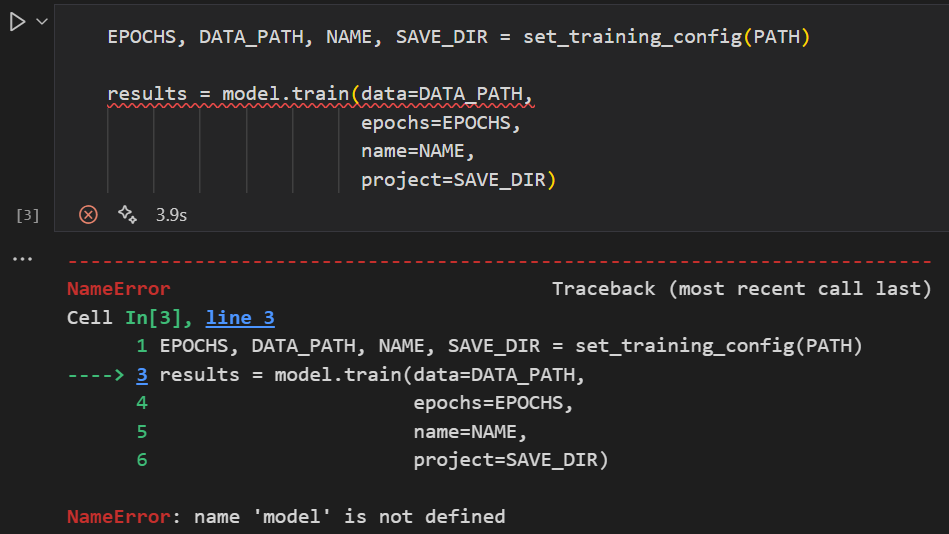 EPOCHS, DATA_PATH, NAME, SAVE_DIR = set_training_config(PATH)
results = model.train(data=DATA_PATH,
epochs=EPOCHS,
name=NAME,
project=SAVE_DIR)
[3] 3.9s
...
---------------------------------------------------------------------------
NameError Traceback (most recent call last)
Cell In[3], line 3
1 EPOCHS, DATA_PATH, NAME, SAVE_DIR = set_training_config(PATH)
----> 3 results = model.train(data=DATA_PATH,
4 epochs=EPOCHS,
5 name=NAME,
6 project=SAVE_DIR)
NameError: name 'model' is not defined